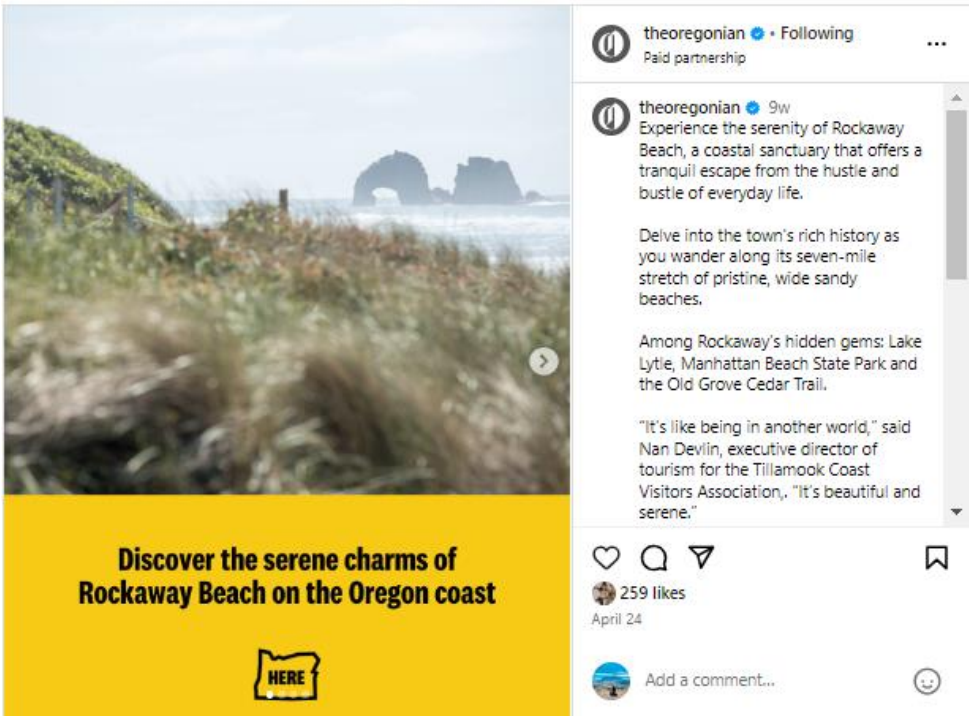 theoregonian • Following
Paid partnership
theoregonian 9w
Experience the serenity of Rockaway
Beach, a coastal sanctuary that offers a
tranquil escape from the hustle and
bustle of everyday life.
Delve into the town's rich history as
you wander along its seven-mile
stretch of pristine, wide sandy
beaches.
Among Rockaway's hidden gems: Lake
Lytle, Manhattan Beach State Park and
the Old Grove Cedar Trail.
"It's like being in another world," said
Nan Devlin, executive director of
tourism for the Tillamook Coast
Visitors Association,. "It's beautiful and
serene."
Discover the serene charms of
Rockaway Beach on the Oregon coast
HERE
259 likes
April 24
Add a comment...